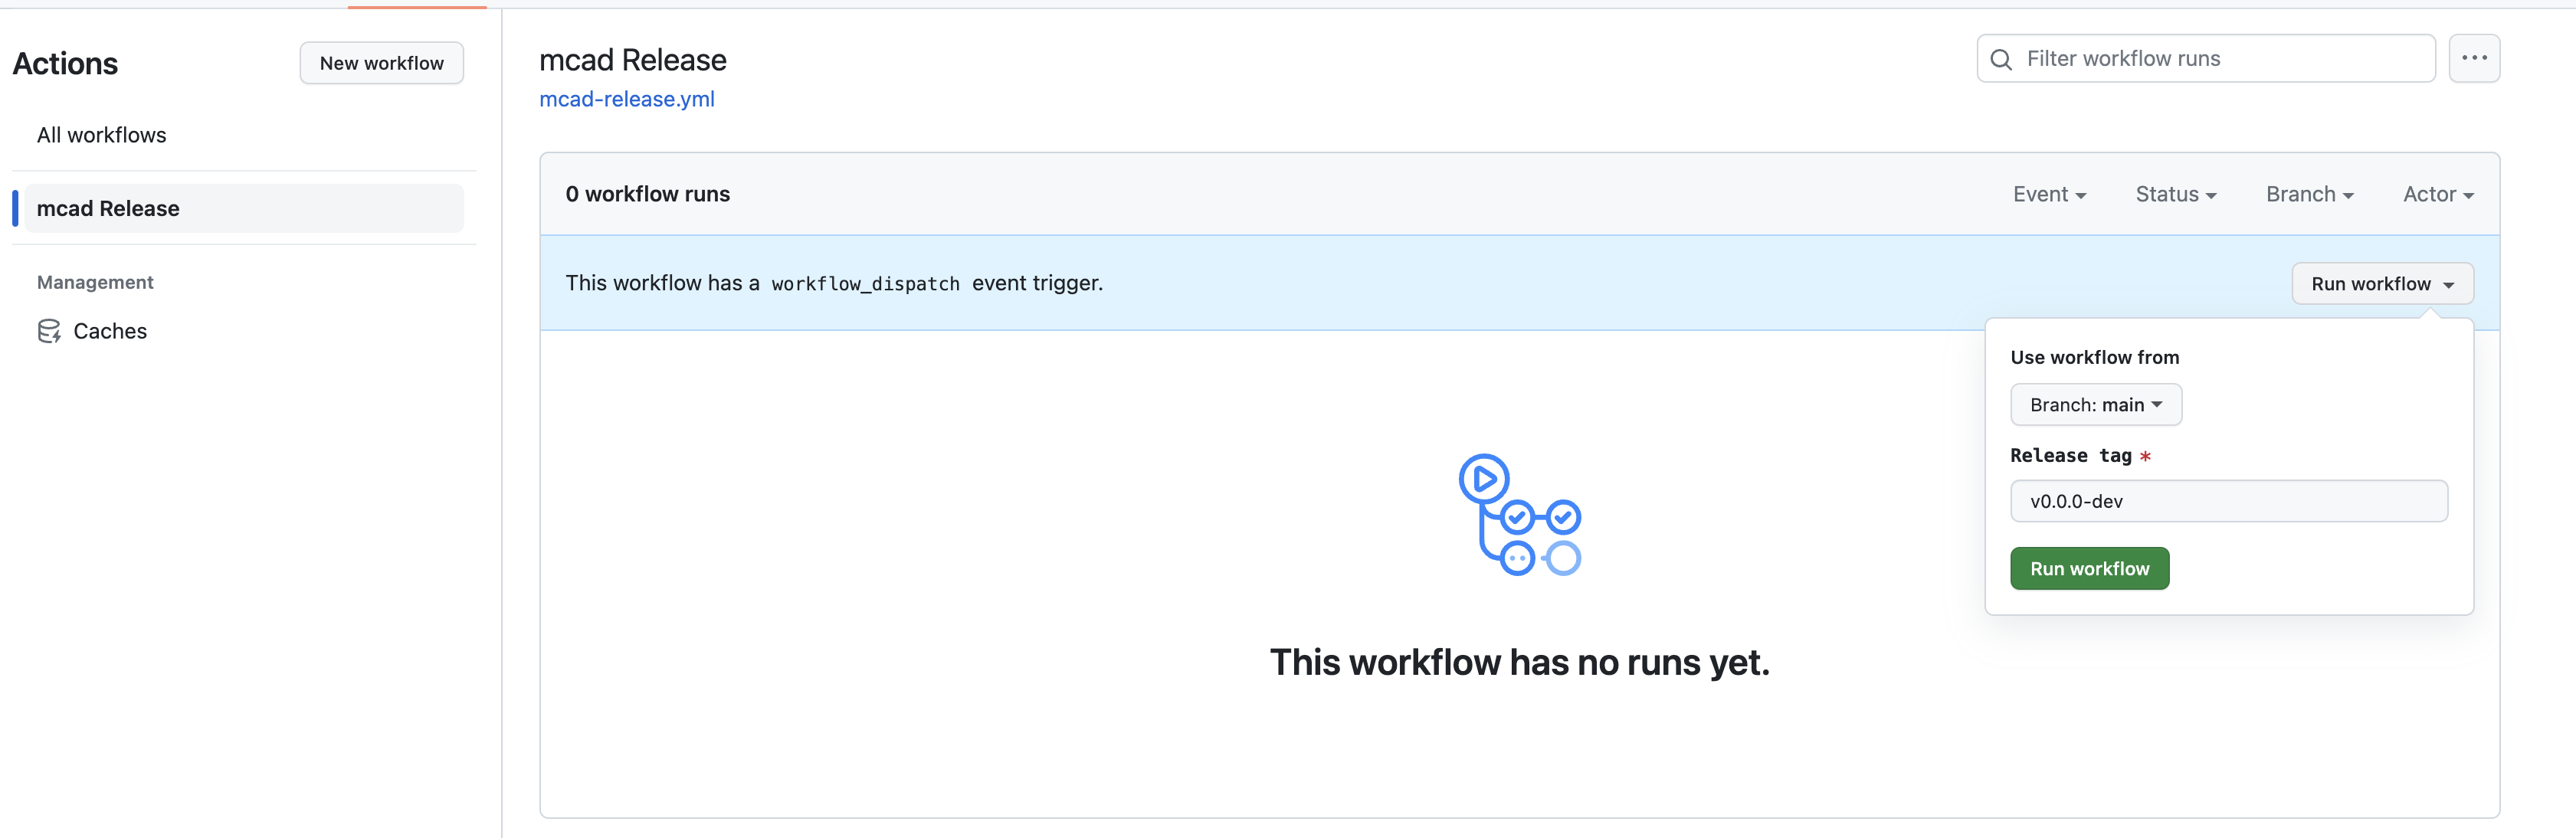 Actions
New workflow
All workflows
mcad Release
Management
Caches
mcad Release
mcad-release.yml
Filter workflow runs
0 workflow runs
Event
Status
Branch
Actor
This workflow has a workflow_dispatch event trigger.
Run workflow
Use workflow from
Branch: main
Release tag *
v0.0.0-dev
Run workflow
This workflow has no runs yet.